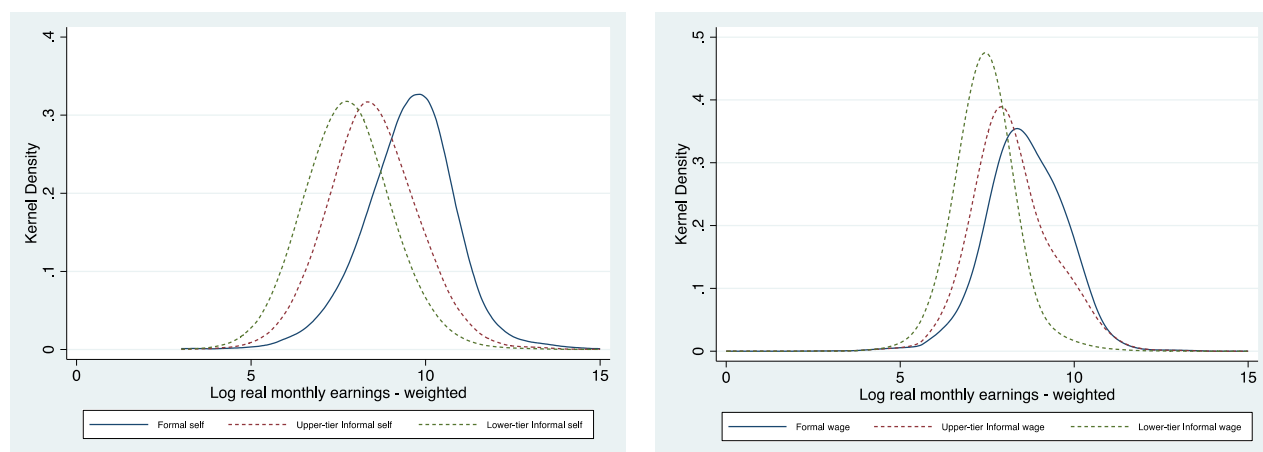 .4
.3
.2
.1
0
Kernel Density
0 5 10 15
Log real monthly earnings - weighted
Formal self Upper-tier Informal self Lower-tier Informal self
.5
.4
.3
.2
.1
0
Kernel Density
0 5 10 15
Log real monthly earnings - weighted
Formal wage Upper-tier Informal wage Lower-tier Informal wage